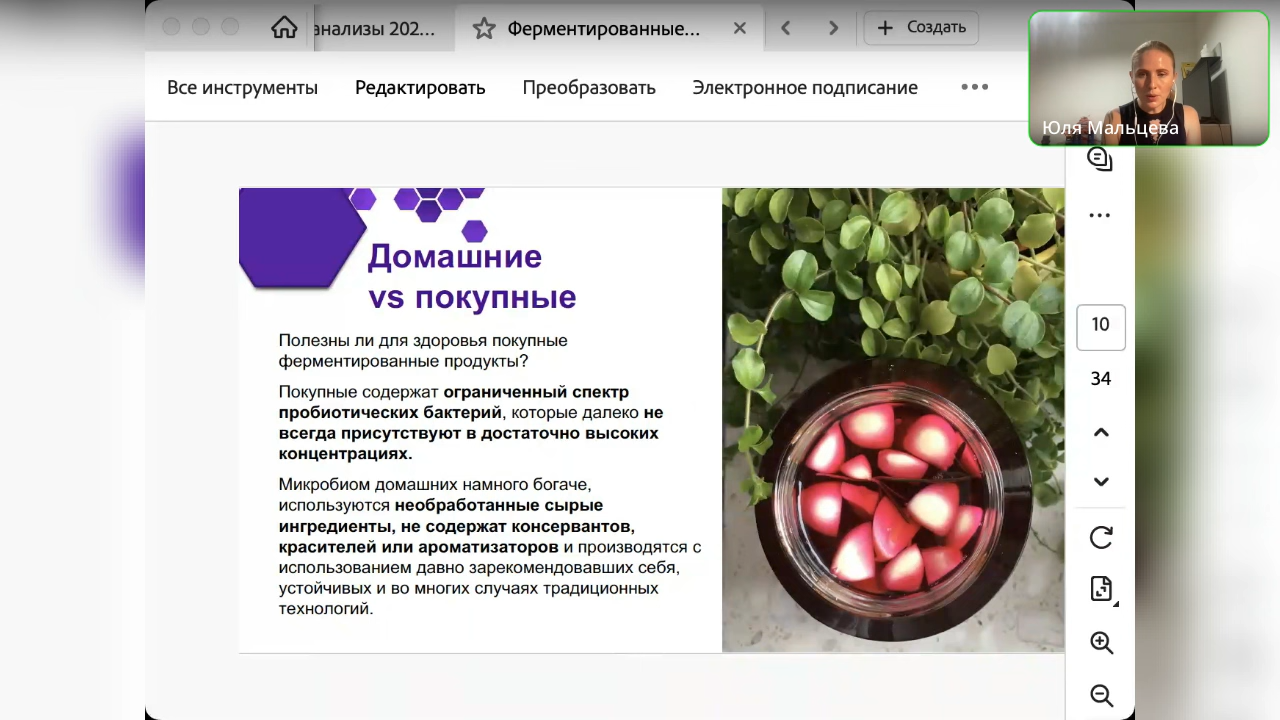 анализы 202...
Ферментированные...
Создать
Все инструменты
Редактировать
Преобразовать
Электронное подписание
Юля Мальцева
Домашние
vs покупные
Полезны ли для здоровья покупные
ферментированные продукты?
Покупные содержат ограниченный спектр
пробиотических бактерий, которые далеко не
всегда присутствуют в достаточно высоких
концентрациях.
Микробиом домашних намного богаче,
используются необработанные сырые
ингредиенты, не содержат консервантов,
красителей или ароматизаторов и производятся с
использованием давно зарекомендовавших себя,
устойчивых и во многих случаях традиционных
технологий.
10
34